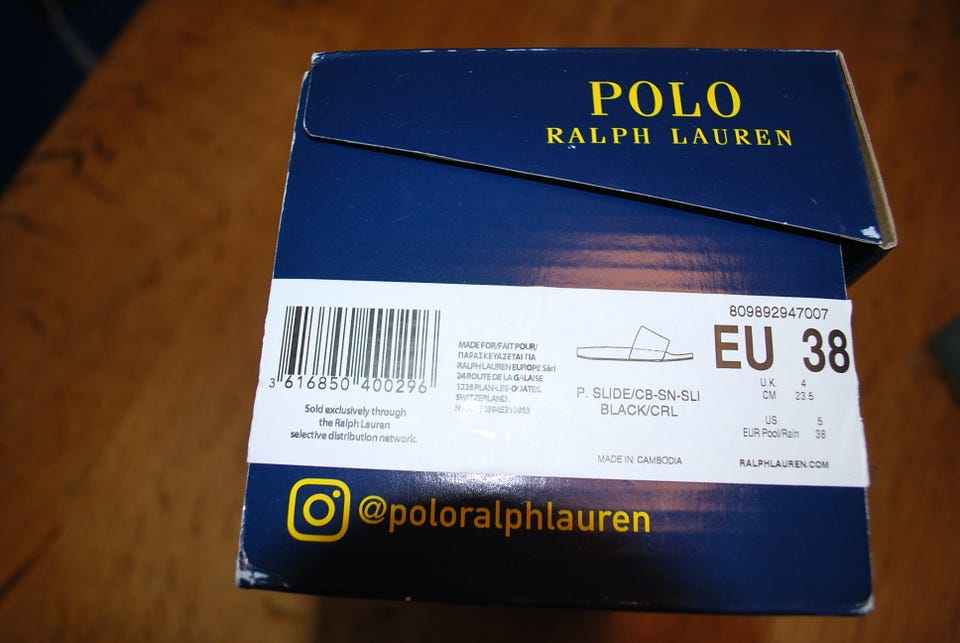 POLO
RALPH LAUREN
3 616850 400296
Sold exclusively through
the Ralph Lauren
selective distribution network.
MADE FOR/FAIT POUR/
ΠΑΡΑΣΚΕΥΑΖΕΤΑΙ ΓΙΑ
RALPH LAUREN EUROPE Sàrl
24 ROUTE DE LA GALAISE
1228 PLAN-LES-OUATES,
SWITZERLAND
P. SLIDE/CB-SN-SLI
BLACK/CRL
MADE IN: CAMBODIA
809892947007
EU 38
U.K. 4
CM 23.5
US 5
EUR Pool/Rain 38
RALPHLAUREN.COM
@poloralphlauren